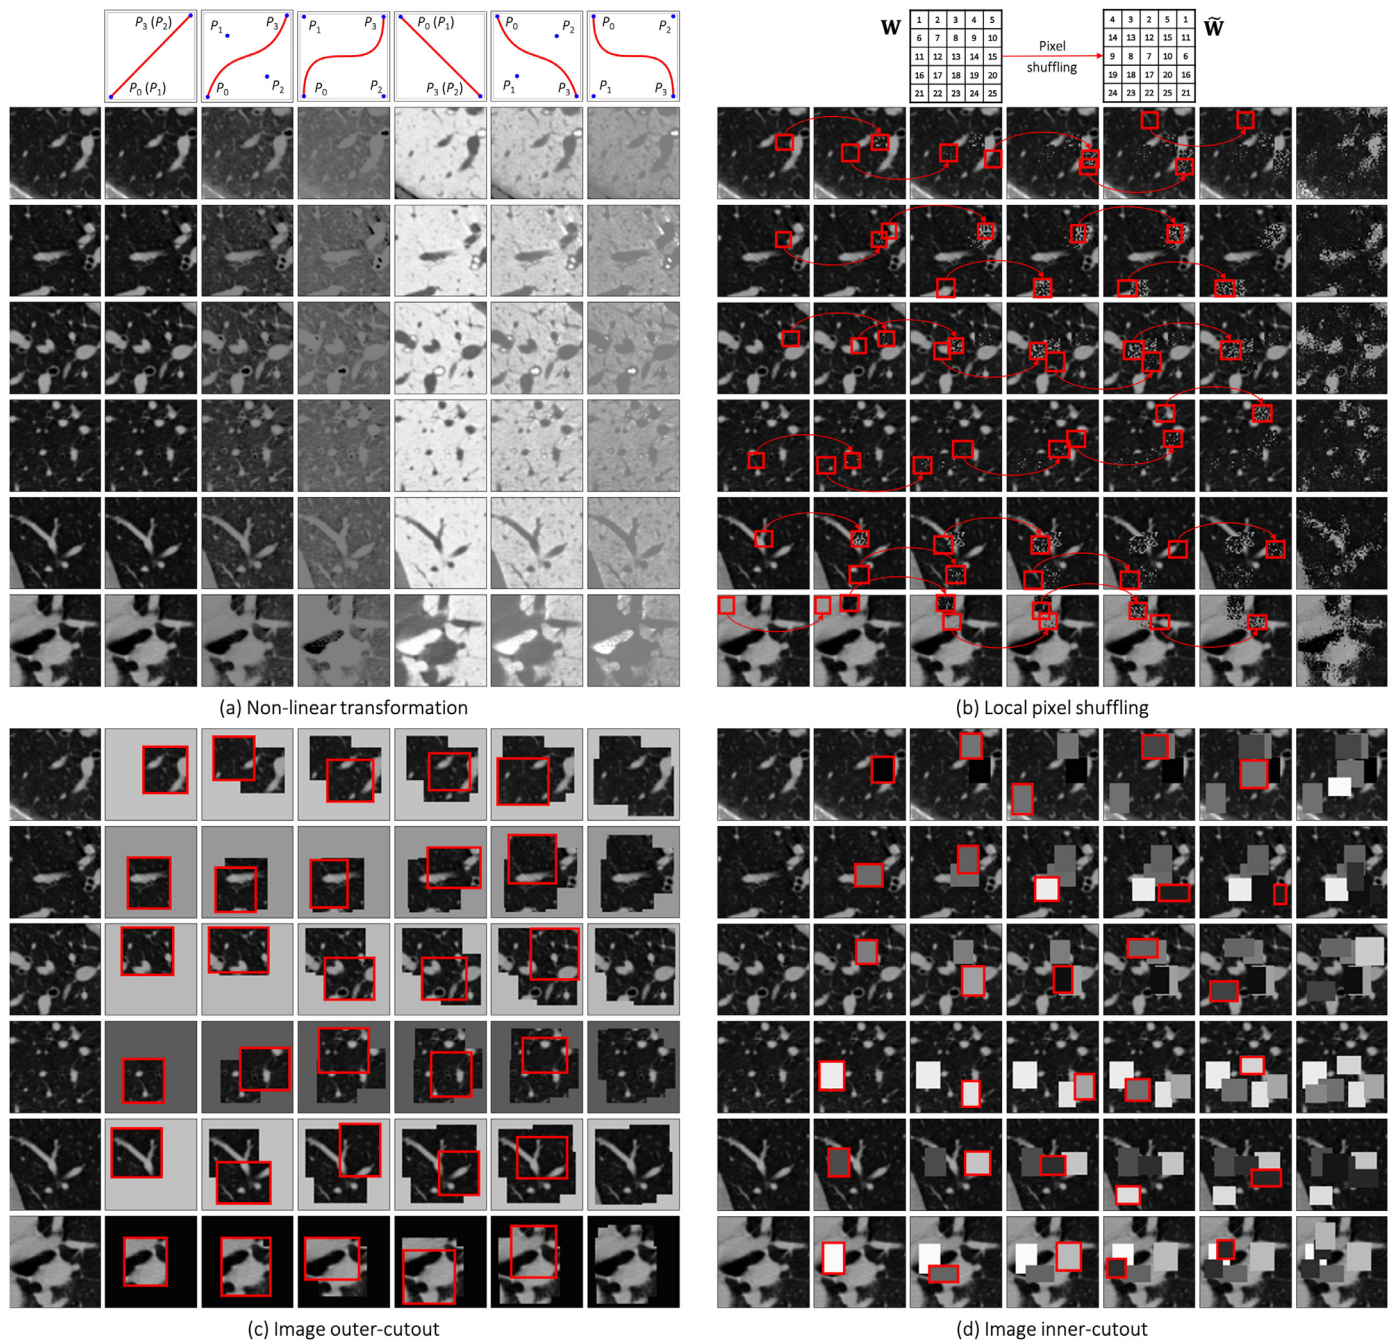 P3 (P2)
P0 (P1)
P1
P3
P0
P2
P1
P3
P0
P2
P0 (P1)
P3 (P2)
P0
P2
P1
P3
P0
P2
P1
P3
W
1 2 3 4 5
6 7 8 9 10
11 12 13 14 15
16 17 18 19 20
21 22 23 24 25
Pixel
shuffling
4 3 2 5 1
14 13 12 15 11
9 8 7 10 6
19 18 17 20 16
24 23 22 25 21
W̃
(a) Non-linear transformation
(b) Local pixel shuffling
(c) Image outer-cutout
(d) Image inner-cutout